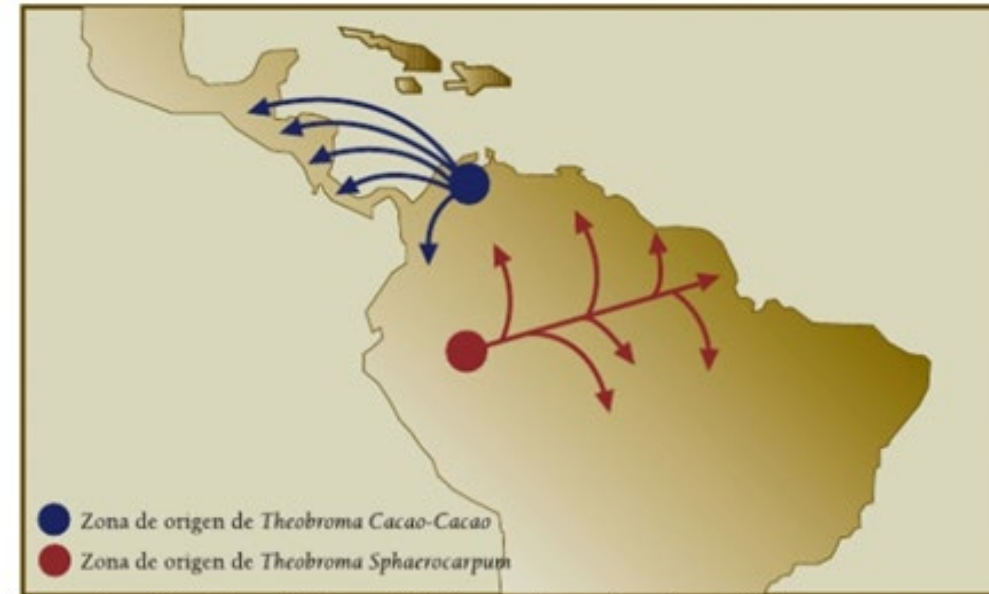 Zona de origen de Theobroma Cacao-Cacao
Zona de origen de Theobroma Sphaerocarpum